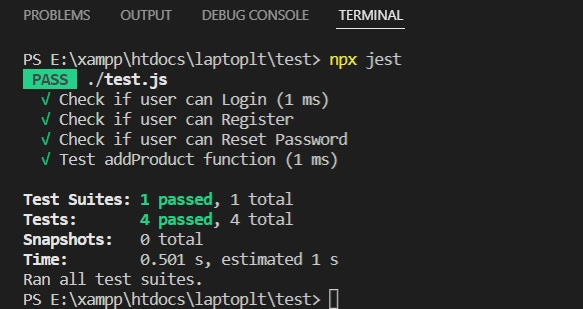 PROBLEMS OUTPUT DEBUG CONSOLE TERMINAL
PS E:\xampp\htdocs\laptoplt\test> npx jest
PASS ./test.js
√ Check if user can Login (1 ms)
√ Check if user can Register
√ Check if user can Reset Password
√ Test addProduct function (1 ms)
Test Suites: 1 passed, 1 total
Tests: 4 passed, 4 total
Snapshots: 0 total
Time: 0.501 s, estimated 1 s
Ran all test suites.
PS E:\xampp\htdocs\laptoplt\test>